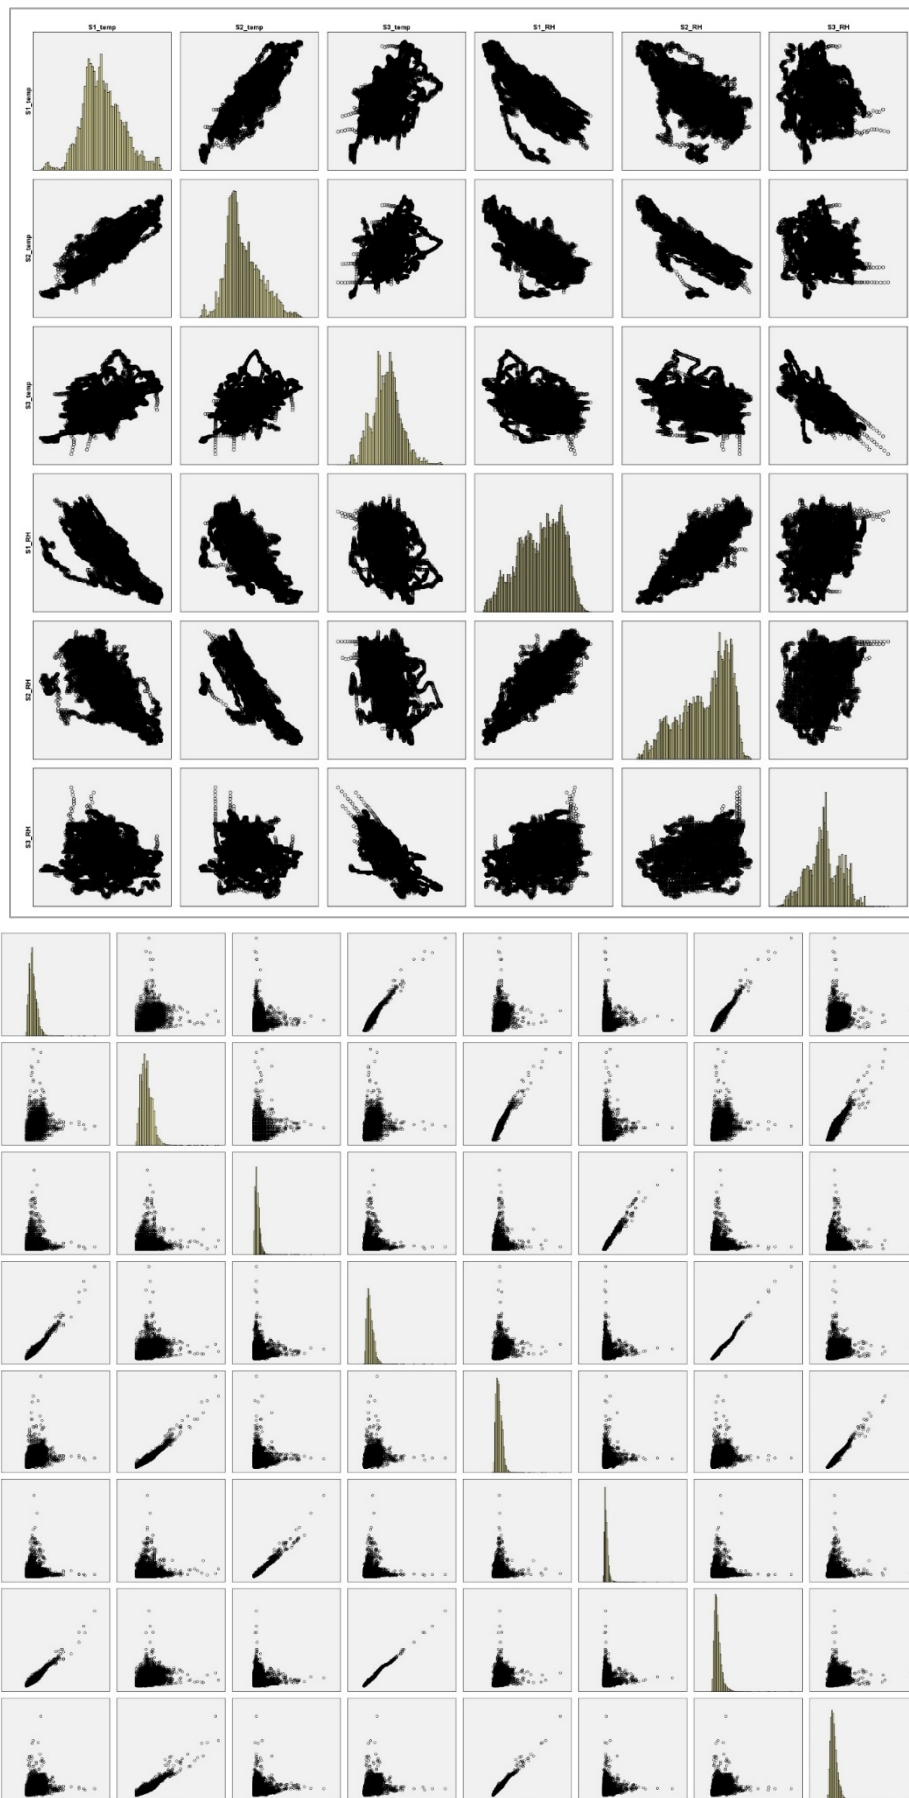 S1_temp S2_temp S3_temp S1_RH S2_RH S3_RH
S1_temp
S2_temp
S3_temp
S1_RH
S2_RH
S3_RH